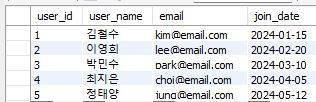 user_id user_name email join_date
1 김철수 kim@email.com 2024-01-15
2 이영희 lee@email.com 2024-02-20
3 박민수 park@email.com 2024-03-10
4 최지은 choi@email.com 2024-04-05
5 정태양 jung@email.com 2024-05-12